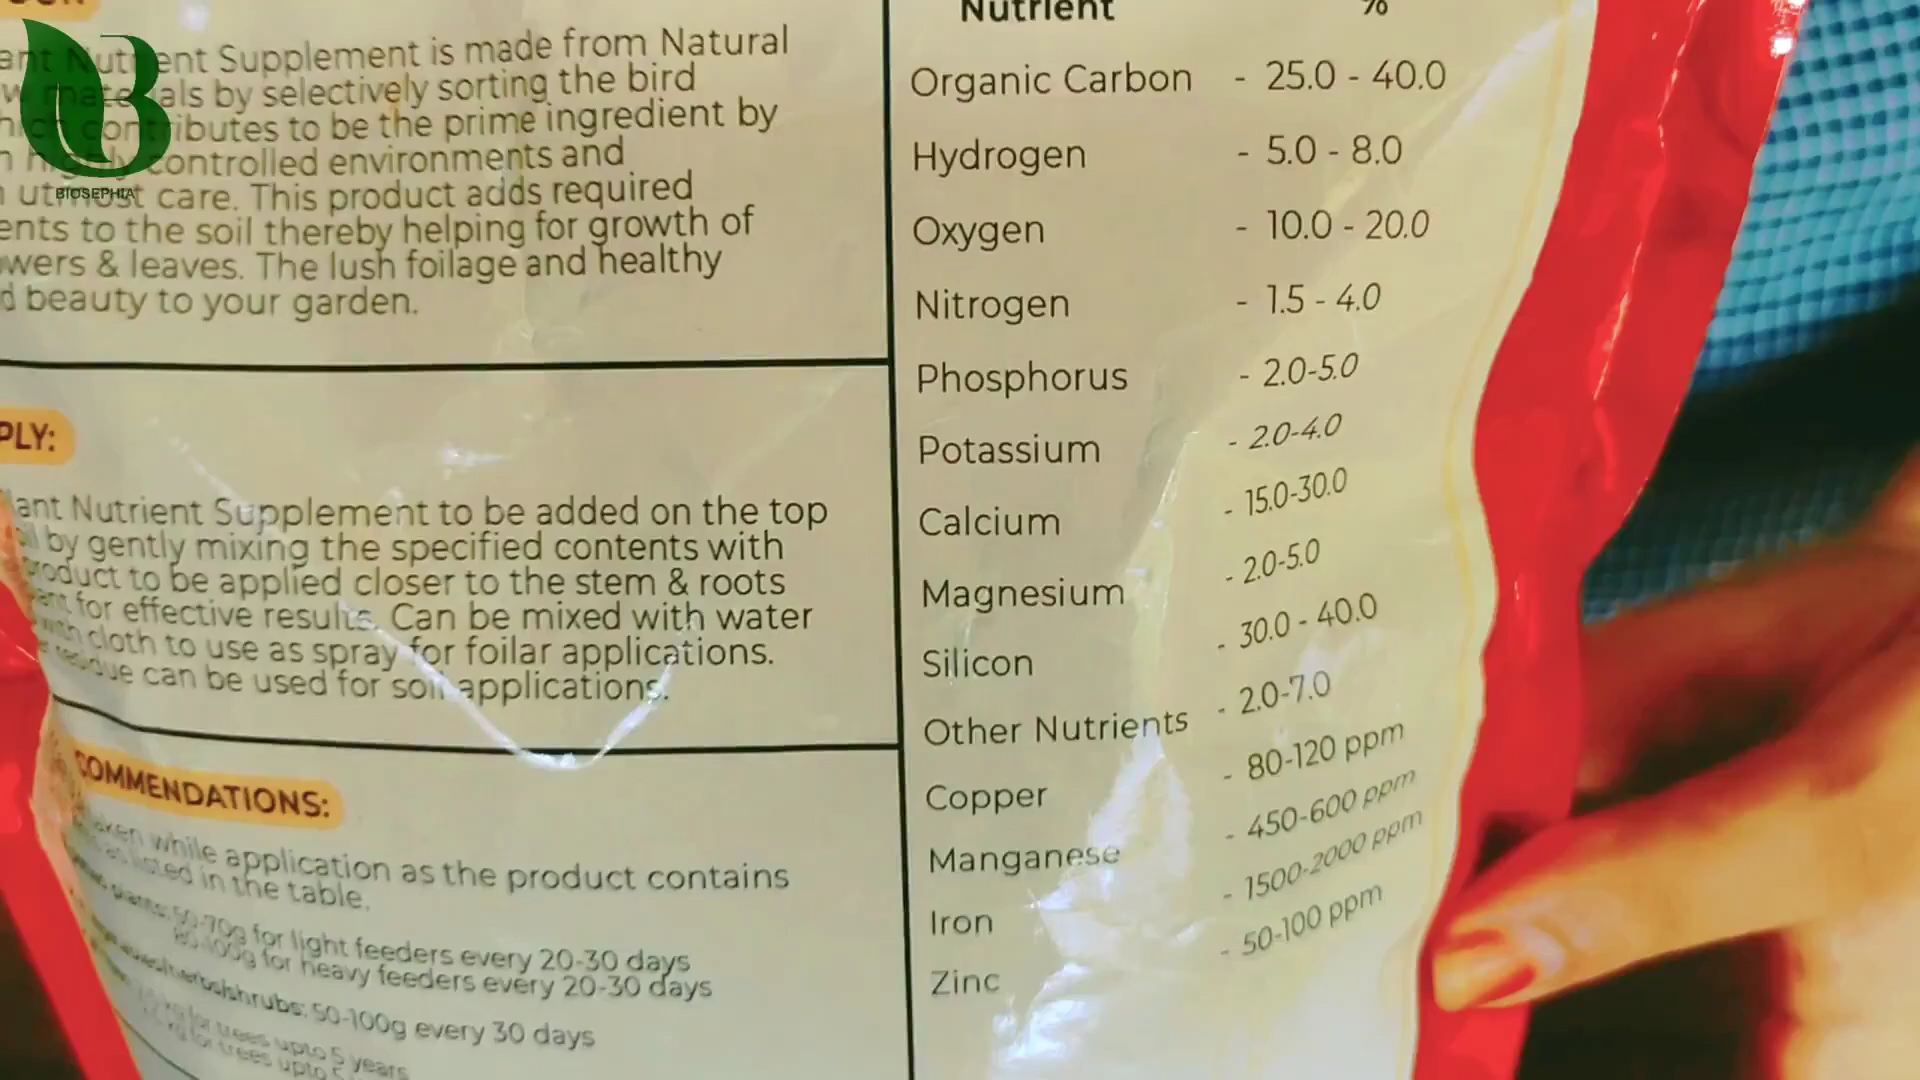 BIOSEPHIA
Nutrient Supplement is made from Natural
materials by selectively sorting the bird
contributes to be the prime ingredient by
highly controlled environments and
utmost care. This product adds required
ents to the soil thereby helping for growth of
wers & leaves. The lush foilage and healthy
d beauty to your garden.
PLY:
lant Nutrient Supplement to be added on the top
by gently mixing the specified contents with
product to be applied closer to the stem & roots
for effective results. Can be mixed with water
with cloth to use as spray for foilar applications.
residue can be used for soil applications.
COMMENDATIONS:
while application as the product contains
as listed in the table.
plants: 50-70g for light feeders every 20-30 days
80-100g for heavy feeders every 20-30 days
/herbs/shrubs: 50-100g every 30 days
kg for trees upto 5 years
kg for trees upto 5
Nutrient %
Organic Carbon - 25.0 - 40.0
Hydrogen - 5.0 - 8.0
Oxygen - 10.0 - 20.0
Nitrogen - 1.5 - 4.0
Phosphorus - 2.0-5.0
Potassium - 2.0-4.0
Calcium - 15.0-30.0
Magnesium - 2.0-5.0
Silicon - 30.0 - 40.0
Other Nutrients - 2.0-7.0
Copper - 80-120 ppm
Manganese - 450-600 ppm
Iron - 1500-2000 ppm
Zinc - 50-100 ppm